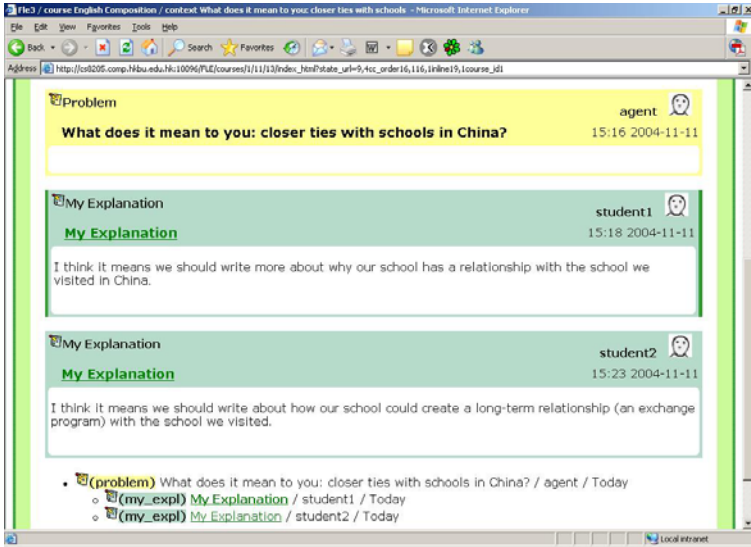 Fle3 / course English Composition / context What does it mean to you: closer ties with schools - Microsoft Internet Explorer
File Edit View Favorites Tools Help
Back Search Favorites
Address http://cs8205.comp.hkbu.edu.hk:10096/FLE/courses/1/11/13/index_html?state_url=9,4cc_order16,116,1inline19,1course_id1
Problem
agent
What does it mean to you: closer ties with schools in China?
15:16 2004-11-11
My Explanation
student1
My Explanation
15:18 2004-11-11
I think it means we should write more about why our school has a relationship with the school we
visited in China.
My Explanation
student2
My Explanation
15:23 2004-11-11
I think it means we should write about how our school could create a long-term relationship (an exchange
program) with the school we visited.
• (problem) What does it mean to you: closer ties with schools in China? / agent / Today
◦ (my_expl) My Explanation / student1 / Today
◦ (my_expl) My Explanation / student2 / Today
Local intranet